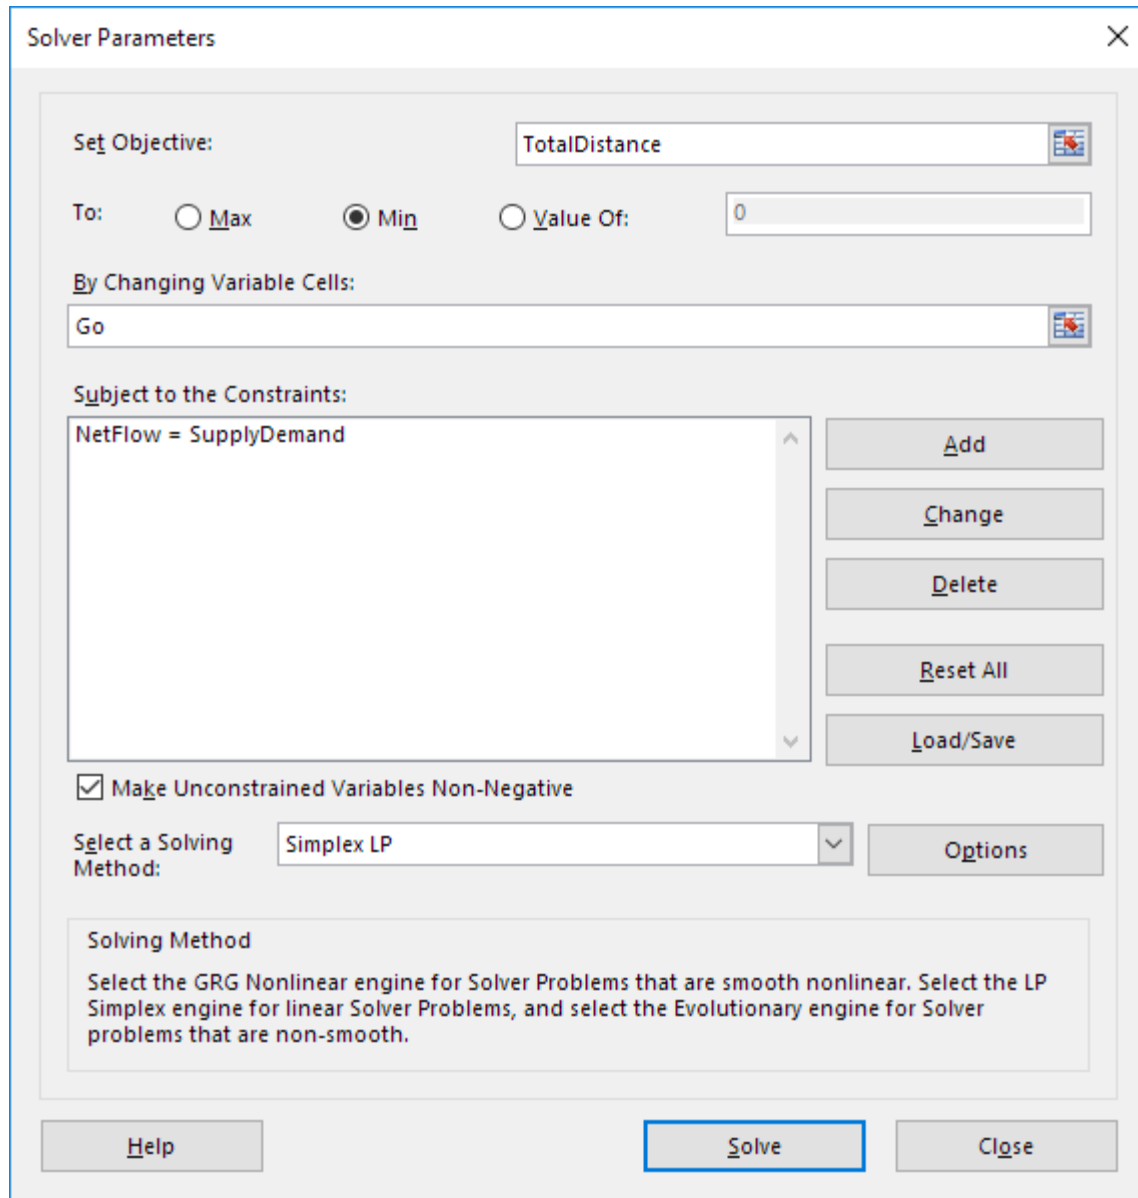 Solver Parameters
Set Objective:
TotalDistance
To:
Max
Min
Value Of:
0
By Changing Variable Cells:
Go
Subject to the Constraints:
NetFlow = SupplyDemand
Add
Change
Delete
Reset All
Load/Save
Make Unconstrained Variables Non-Negative
Select a Solving
Method:
Simplex LP
Options
Solving Method
Select the GRG Nonlinear engine for Solver Problems that are smooth nonlinear. Select the LP
Simplex engine for linear Solver Problems, and select the Evolutionary engine for Solver
problems that are non-smooth.
Help
Solve
Close